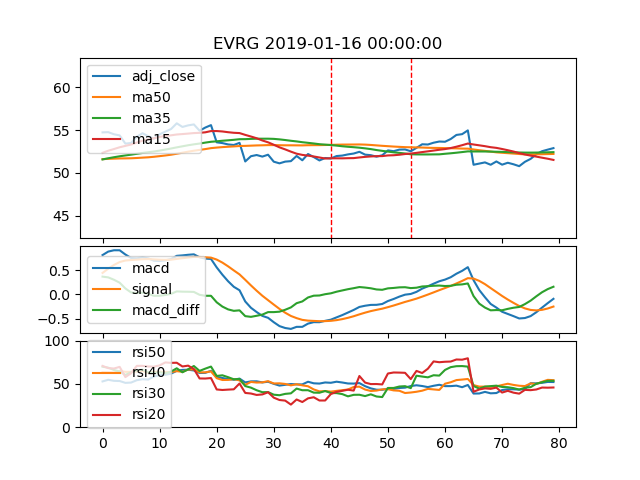 EVRG 2019-01-16 00:00:00
60
55
50
45
adj_close
ma50
ma35
ma15
0.5
0.0
−0.5
macd
signal
macd_diff
100
50
0
rsi50
rsi40
rsi30
rsi20
0 10 20 30 40 50 60 70 80